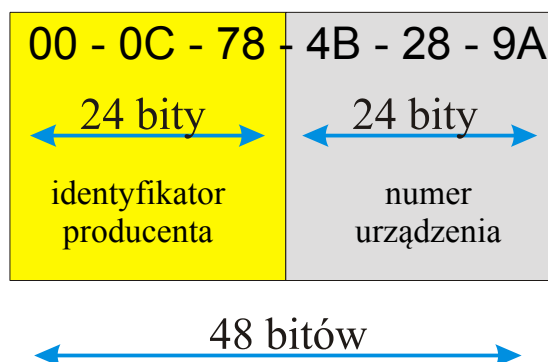 00 - 0C - 78 - 4B - 28 - 9A
24 bity 24 bity
identyfikator numer
producenta urządzenia
48 bitów